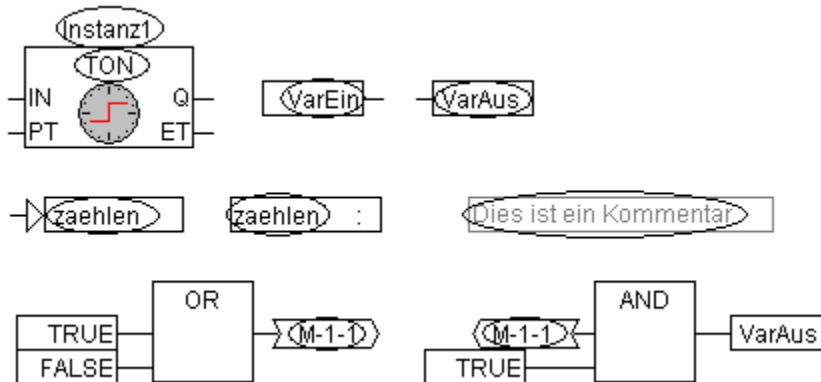 Instanz1
TON
IN Q VarEin VarAus
PT ET
zaehlen zaehlen : Dies ist ein Kommentar
OR AND
TRUE M-1-1 M-1-1 VarAus
FALSE TRUE